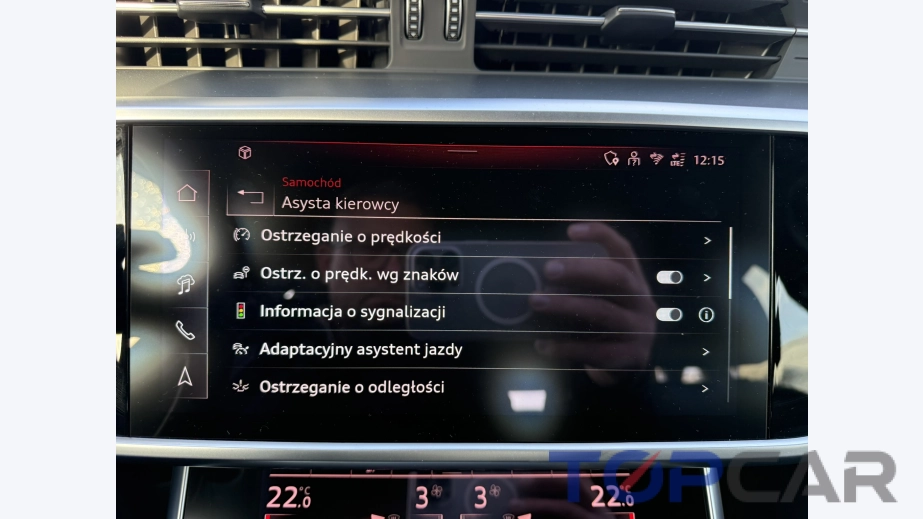 12:15
Samochód
Asysta kierowcy
Ostrzeganie o prędkości
Ostrz. o prędk. wg znaków
Informacja o sygnalizacji
Adaptacyjny asystent jazdy
Ostrzeganie o odległości
22.0 °C 3 3 22.5
TOPCAR